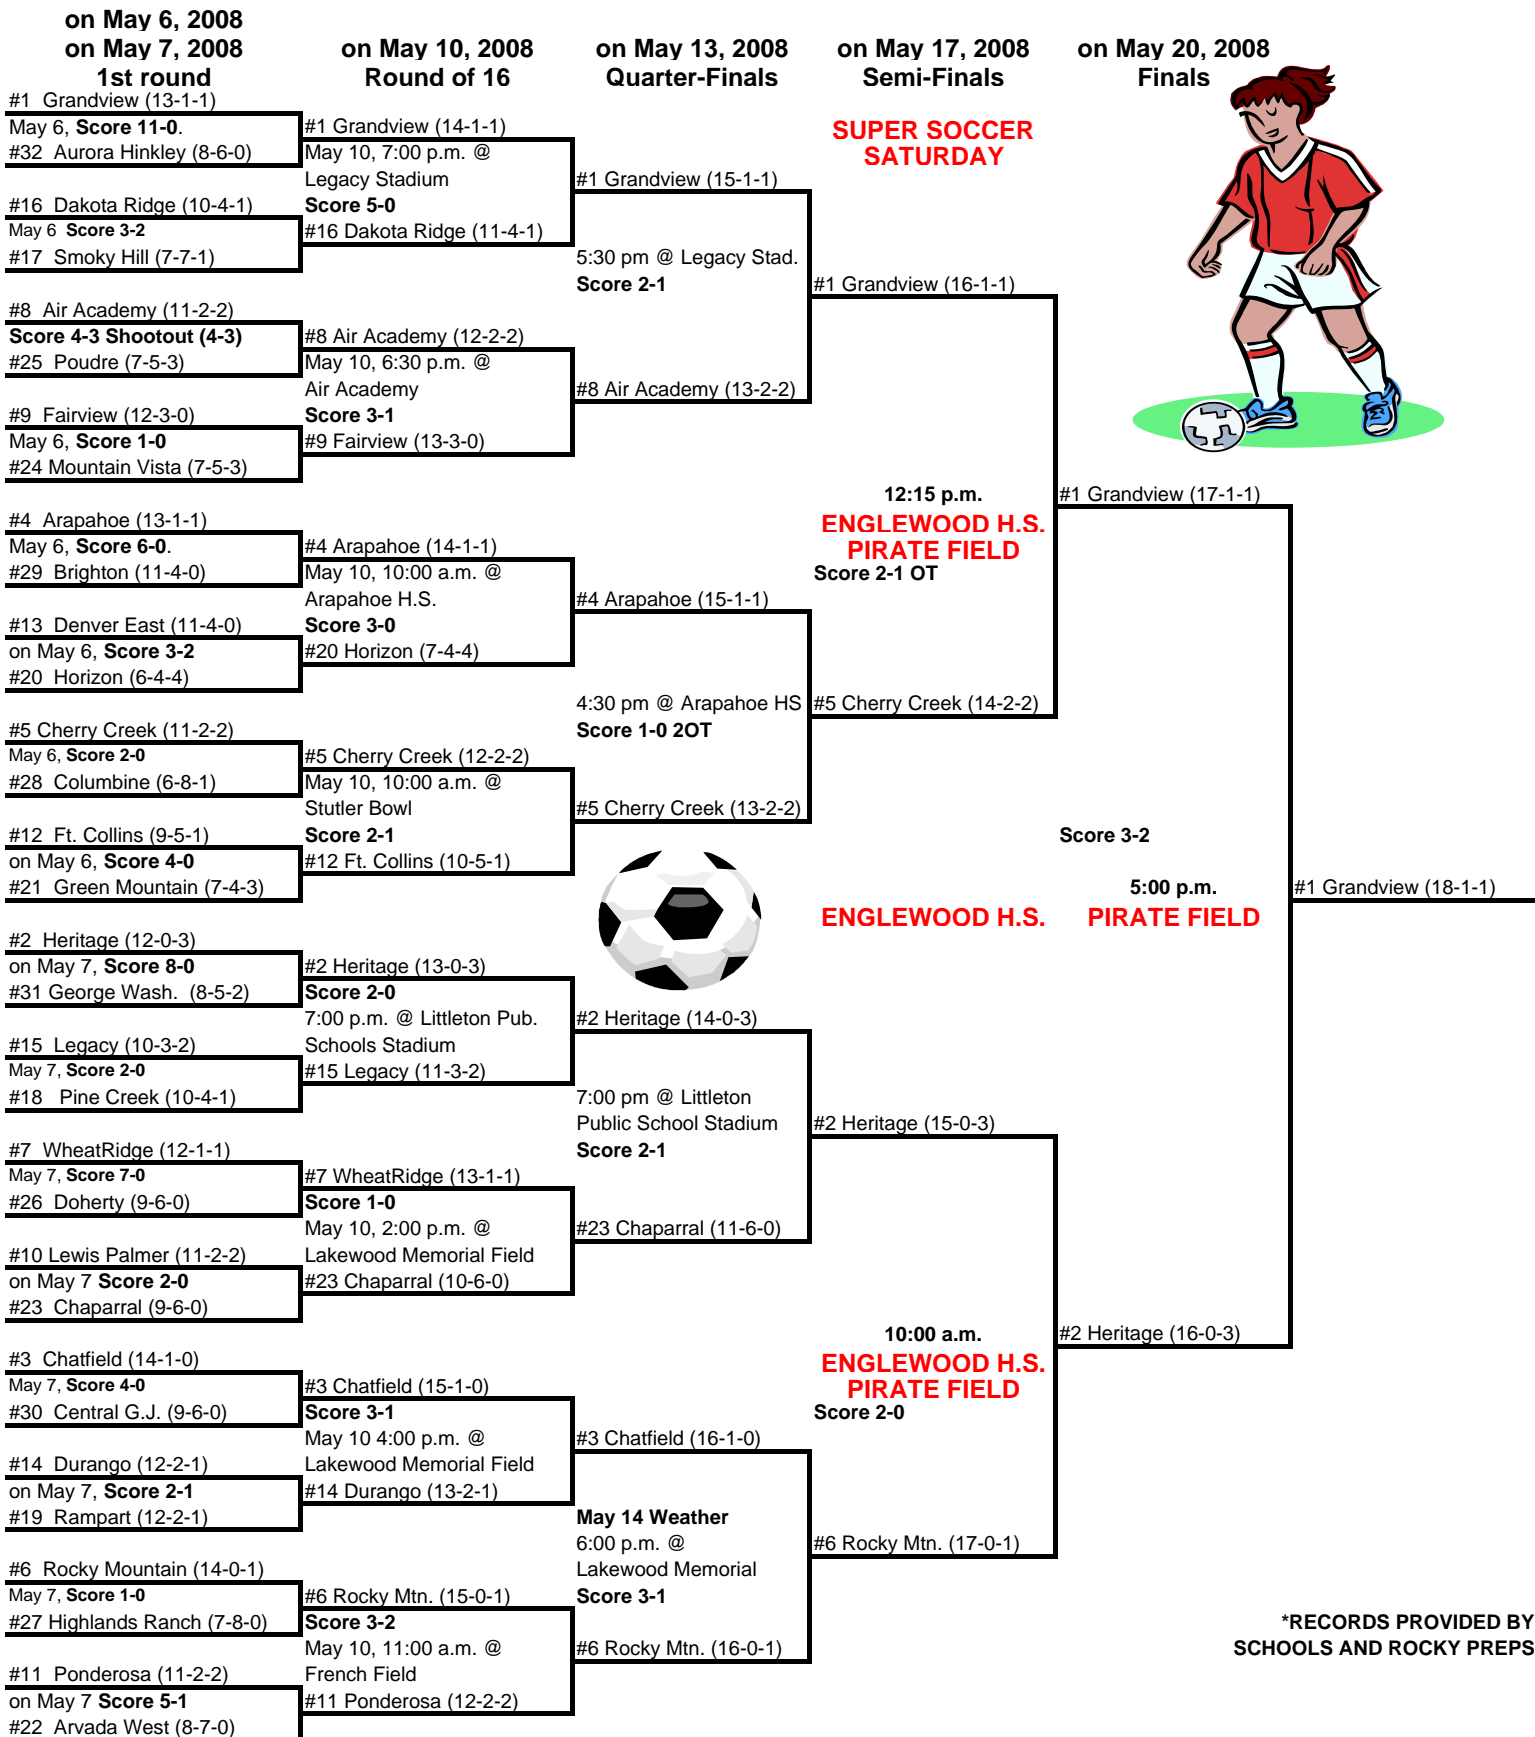 on May 6, 2008
on May 7, 2008
1st round
#1 Grandview (13-1-1)
May 6, Score 11-0.
#32 Aurora Hinkley (8-6-0)
#16 Dakota Ridge (10-4-1)
May 6 Score 3-2
#17 Smoky Hill (7-7-1)
#8 Air Academy (11-2-2)
Score 4-3 Shootout (4-3)
#25 Poudre (7-5-3)
#9 Fairview (12-3-0)
May 6, Score 1-0
#24 Mountain Vista (7-5-3)
#4 Arapahoe (13-1-1)
May 6, Score 6-0.
#29 Brighton (11-4-0)
#13 Denver East (11-4-0)
on May 6, Score 3-2
#20 Horizon (6-4-4)
#5 Cherry Creek (11-2-2)
May 6, Score 2-0
#28 Columbine (6-8-1)
#12 Ft. Collins (9-5-1)
on May 6, Score 4-0
#21 Green Mountain (7-4-3)
#2 Heritage (12-0-3)
on May 7, Score 8-0
#31 George Wash. (8-5-2)
#15 Legacy (10-3-2)
May 7, Score 2-0
#18 Pine Creek (10-4-1)
#7 WheatRidge (12-1-1)
May 7, Score 7-0
#26 Doherty (9-6-0)
#10 Lewis Palmer (11-2-2)
on May 7 Score 2-0
#23 Chaparral (9-6-0)
#3 Chatfield (14-1-0)
May 7, Score 4-0
#30 Central G.J. (9-6-0)
#14 Durango (12-2-1)
on May 7, Score 2-1
#19 Rampart (12-2-1)
#6 Rocky Mountain (14-0-1)
May 7, Score 1-0
#27 Highlands Ranch (7-8-0)
#11 Ponderosa (11-2-2)
on May 7 Score 5-1
#22 Arvada West (8-7-0)
on May 10, 2008
Round of 16
#1 Grandview (14-1-1)
May 10, 7:00 p.m. @
Legacy Stadium
Score 5-0
#16 Dakota Ridge (11-4-1)
#8 Air Academy (12-2-2)
May 10, 6:30 p.m. @
Air Academy
Score 3-1
#9 Fairview (13-3-0)
#4 Arapahoe (14-1-1)
May 10, 10:00 a.m. @
Arapahoe H.S.
Score 3-0
#20 Horizon (7-4-4)
#5 Cherry Creek (12-2-2)
May 10, 10:00 a.m. @
Stutler Bowl
Score 2-1
#12 Ft. Collins (10-5-1)
#2 Heritage (13-0-3)
Score 2-0
7:00 p.m. @ Littleton Pub.
Schools Stadium
#15 Legacy (11-3-2)
#7 WheatRidge (13-1-1)
Score 1-0
May 10, 2:00 p.m. @
Lakewood Memorial Field
#23 Chaparral (10-6-0)
#3 Chatfield (15-1-0)
Score 3-1
May 10 4:00 p.m. @
Lakewood Memorial Field
#14 Durango (13-2-1)
#6 Rocky Mtn. (15-0-1)
Score 3-2
May 10, 11:00 a.m. @
French Field
#11 Ponderosa (12-2-2)
on May 13, 2008
Quarter-Finals
#1 Grandview (15-1-1)
5:30 pm @ Legacy Stad.
Score 2-1
#8 Air Academy (13-2-2)
#4 Arapahoe (15-1-1)
4:30 pm @ Arapahoe HS
Score 1-0 2OT
#5 Cherry Creek (13-2-2)
#2 Heritage (14-0-3)
7:00 pm @ Littleton
Public School Stadium
Score 2-1
#23 Chaparral (11-6-0)
#3 Chatfield (16-1-0)
May 14 Weather
6:00 p.m. @
Lakewood Memorial
Score 3-1
#6 Rocky Mtn. (16-0-1)
on May 17, 2008
Semi-Finals
SUPER SOCCER
SATURDAY
#1 Grandview (16-1-1)
12:15 p.m.
ENGLEWOOD H.S.
PIRATE FIELD
Score 2-1 OT
#5 Cherry Creek (14-2-2)
ENGLEWOOD H.S.
#2 Heritage (15-0-3)
10:00 a.m.
ENGLEWOOD H.S.
PIRATE FIELD
Score 2-0
#6 Rocky Mtn. (17-0-1)
on May 20, 2008
Finals
#1 Grandview (17-1-1)
Score 3-2
5:00 p.m.
PIRATE FIELD
#2 Heritage (16-0-3)
#1 Grandview (18-1-1)
*RECORDS PROVIDED BY
SCHOOLS AND ROCKY PREPS